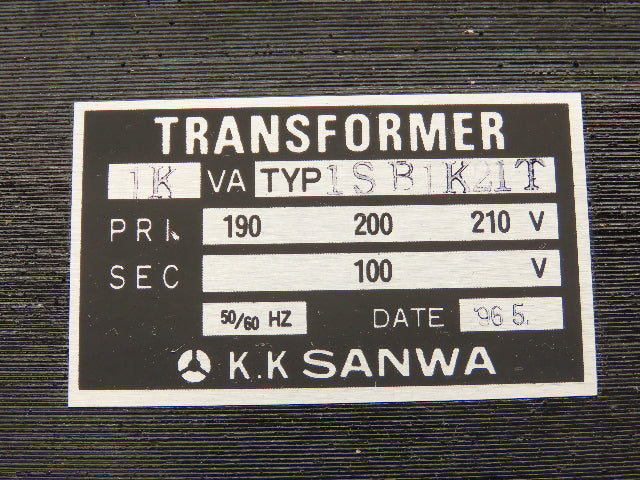 TRANSFORMER
1K VA TYP 1SB1K21T
PRI. 190 200 210 V
SEC 100 V
50/60 HZ DATE 96 5.
K.K SANWA